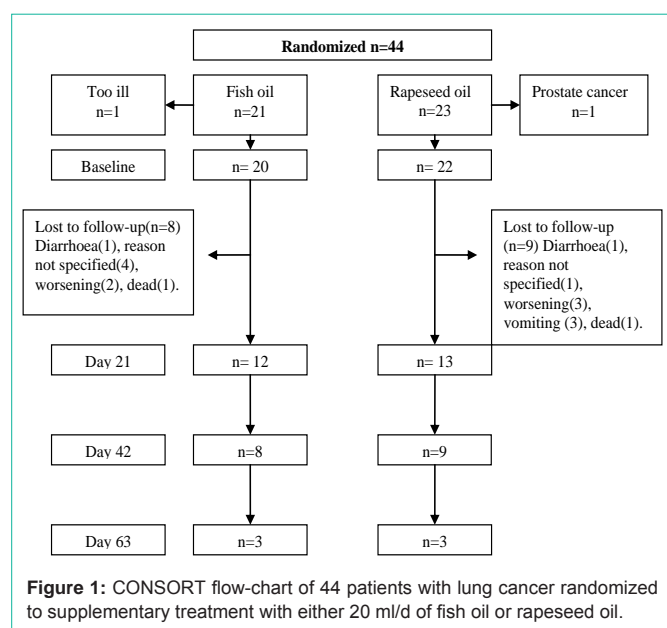 Randomized n=44
Too ill
n=1
Fish oil
n=21
Rapeseed oil
n=23
Prostate cancer
n=1
Baseline
n= 20
n= 22
Lost to follow-up(n=8)
Diarrhoea(1), reason
not specified(4),
worsening(2), dead(1).
Lost to follow-up
(n=9) Diarrhoea(1),
reason not
specified(1),
worsening(3),
vomiting (3), dead(1).
Day 21
n= 12
n= 13
Day 42
n=8
n=9
Day 63
n=3
n=3
Figure 1: CONSORT flow-chart of 44 patients with lung cancer randomized
to supplementary treatment with either 20 ml/d of fish oil or rapeseed oil.